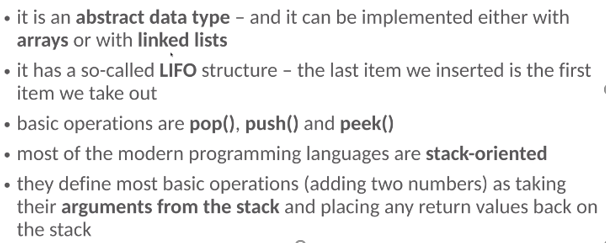 • it is an abstract data type – and it can be implemented either with
arrays or with linked lists
• it has a so-called LIFO structure – the last item we inserted is the first
item we take out
• basic operations are pop(), push() and peek()
• most of the modern programming languages are stack-oriented
• they define most basic operations (adding two numbers) as taking
their arguments from the stack and placing any return values back on
the stack